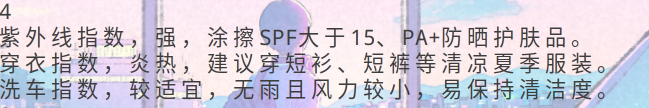 4
紫外线指数，强，涂擦SPF大于15、PA+防晒护肤品。
穿衣指数，炎热，建议穿短衫、短裤等清凉夏季服装。
洗车指数，较适宜，无雨且风力较小，易保持清洁度。